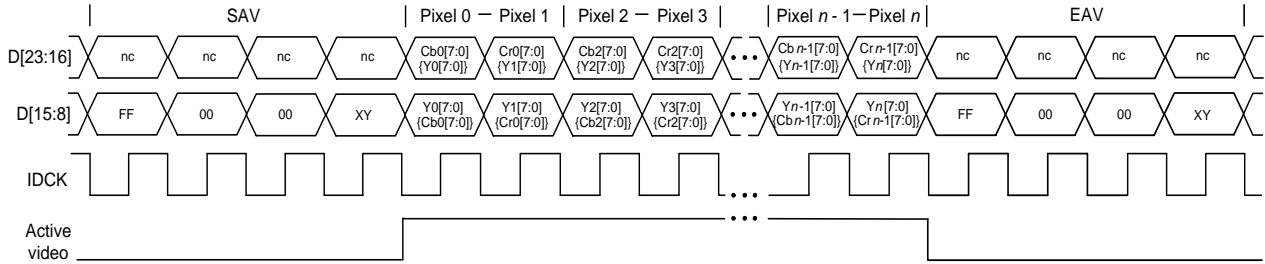 SAV Pixel 0 — Pixel 1 Pixel 2 — Pixel 3 Pixel n - 1 — Pixel n EAV
D[23:16] nc nc nc nc Cb0[7:0] Cr0[7:0] Cb2[7:0] Cr2[7:0] ••• Cbn-1[7:0] Crn-1[7:0] nc nc nc nc
{Y0[7:0]} {Y1[7:0]} {Y2[7:0]} {Y3[7:0]} {Yn-1[7:0]} {Yn[7:0]}
D[15:8] FF 00 00 XY Y0[7:0] Y1[7:0] Y2[7:0] Y3[7:0] ••• Yn-1[7:0] Yn[7:0] FF 00 00 XY
{Cb0[7:0]} {Cr0[7:0]} {Cb2[7:0]} {Cr2[7:0]} {Cbn-1[7:0]} {Crn-1[7:0]}
IDCK •••
Active •••
video